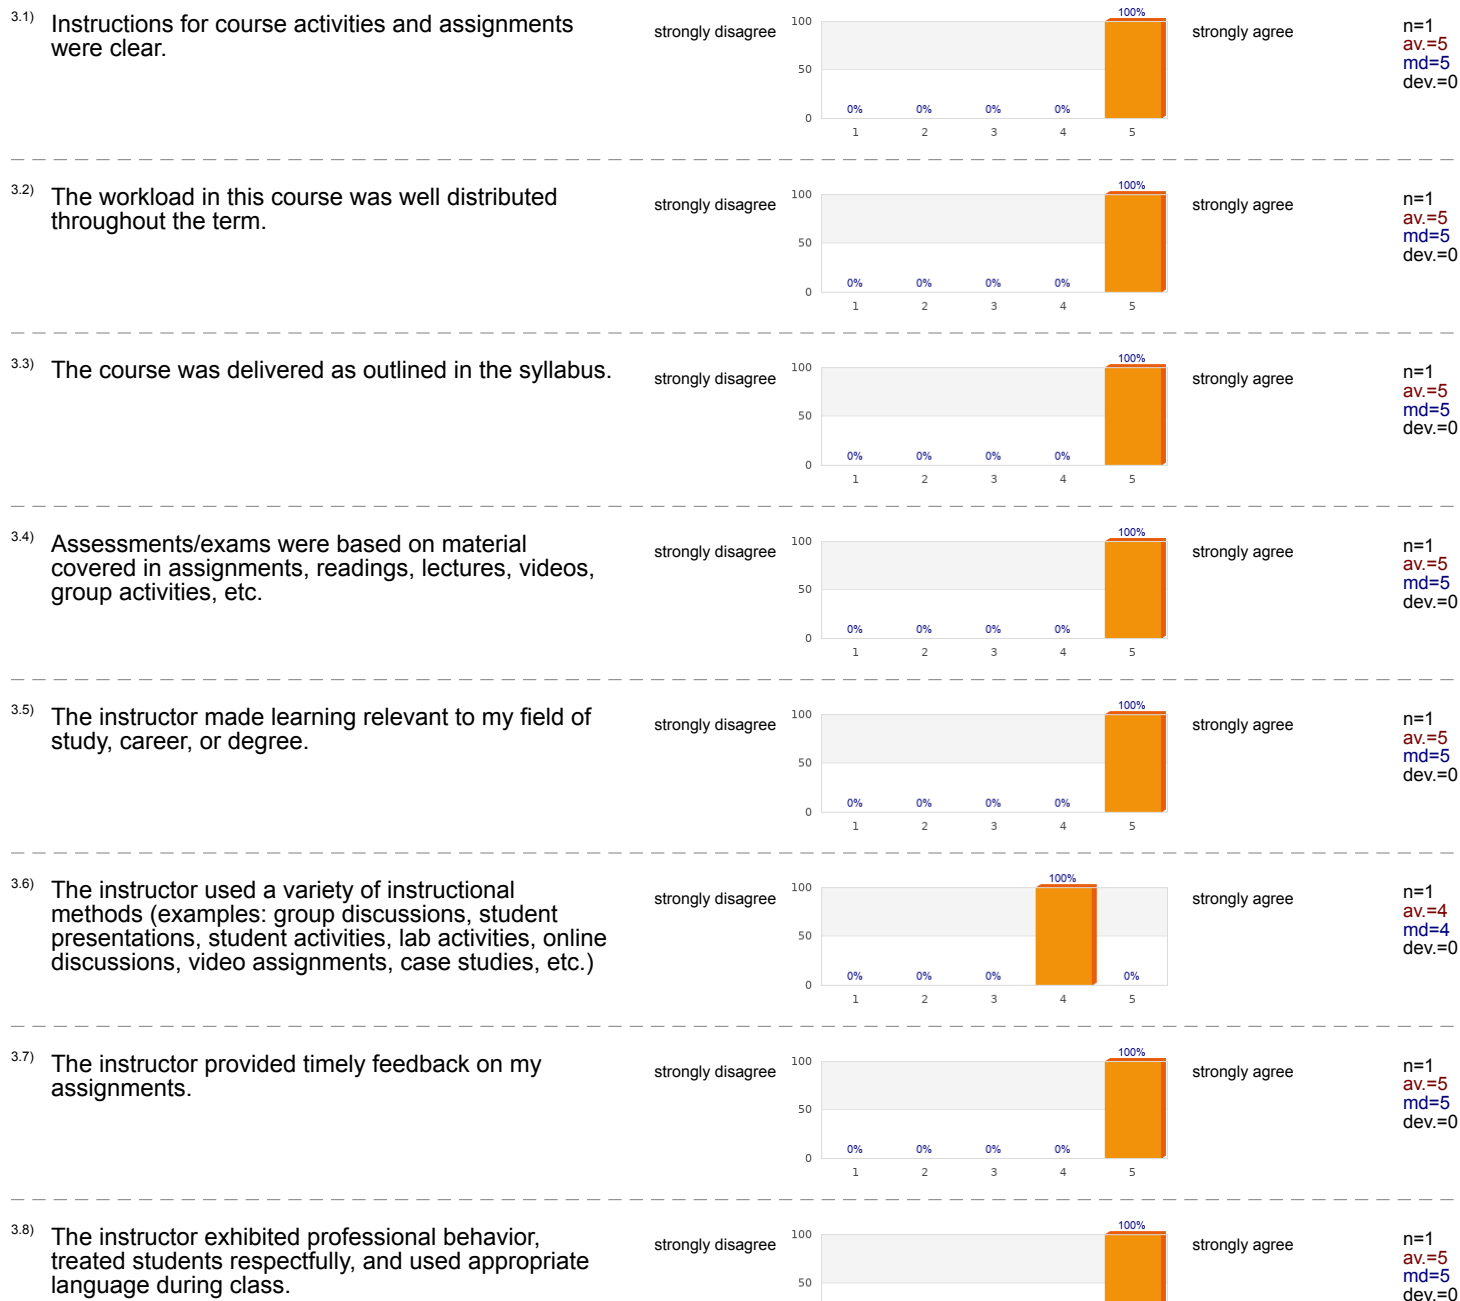 3.1) Instructions for course activities and assignments
were clear.
strongly disagree
100
50
0
0% 0% 0% 0% 100%
1 2 3 4 5
strongly agree
n=1
av.=5
md=5
dev.=0
3.2) The workload in this course was well distributed
throughout the term.
strongly disagree
100
50
0
0% 0% 0% 0% 100%
1 2 3 4 5
strongly agree
n=1
av.=5
md=5
dev.=0
3.3) The course was delivered as outlined in the syllabus.
strongly disagree
100
50
0
0% 0% 0% 0% 100%
1 2 3 4 5
strongly agree
n=1
av.=5
md=5
dev.=0
3.4) Assessments/exams were based on material
covered in assignments, readings, lectures, videos,
group activities, etc.
strongly disagree
100
50
0
0% 0% 0% 0% 100%
1 2 3 4 5
strongly agree
n=1
av.=5
md=5
dev.=0
3.5) The instructor made learning relevant to my field of
study, career, or degree.
strongly disagree
100
50
0
0% 0% 0% 0% 100%
1 2 3 4 5
strongly agree
n=1
av.=5
md=5
dev.=0
3.6) The instructor used a variety of instructional
methods (examples: group discussions, student
presentations, student activities, lab activities, online
discussions, video assignments, case studies, etc.)
strongly disagree
100
50
0
0% 0% 0% 100% 0%
1 2 3 4 5
strongly agree
n=1
av.=4
md=4
dev.=0
3.7) The instructor provided timely feedback on my
assignments.
strongly disagree
100
50
0
0% 0% 0% 0% 100%
1 2 3 4 5
strongly agree
n=1
av.=5
md=5
dev.=0
3.8) The instructor exhibited professional behavior,
treated students respectfully, and used appropriate
language during class.
strongly disagree
100
50
100%
strongly agree
n=1
av.=5
md=5
dev.=0